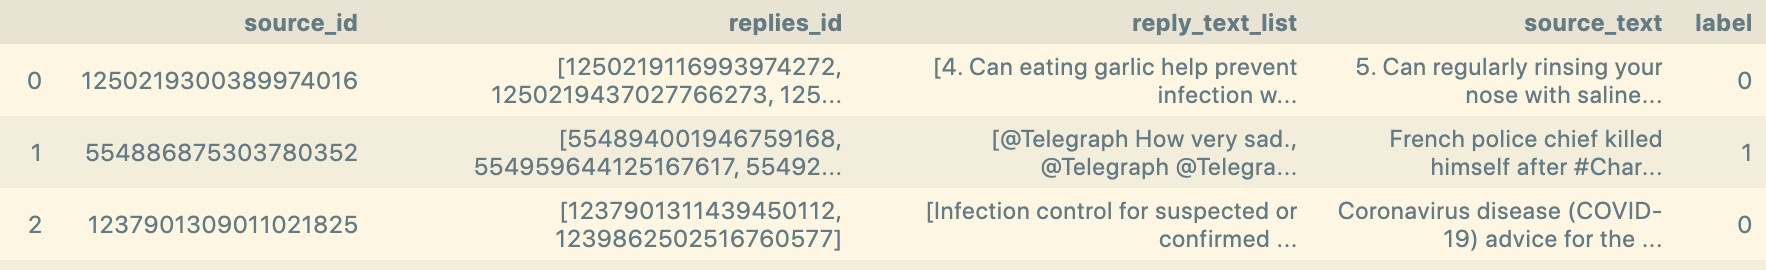 source_id replies_id reply_text_list source_text label
0 1250219300389974016 [1250219116993974272, 1250219437027766273, 125... [4. Can eating garlic help prevent infection w... 5. Can regularly rinsing your nose with saline... 0
1 554886875303780352 [554894001946759168, 554959644125167617, 55492... [@Telegraph How very sad., @Telegraph @Telegra... French police chief killed himself after #Char... 1
2 1237901309011021825 [1237901311439450112, 1239862502516760577] [Infection control for suspected or confirmed ... Coronavirus disease (COVID-19) advice for the ... 0